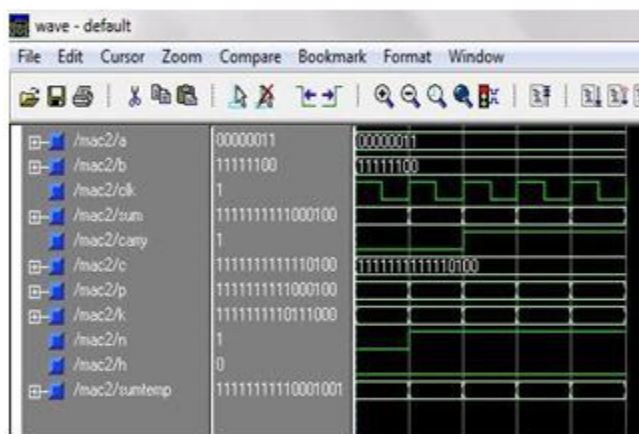 wave - default
File Edit Cursor Zoom Compare Bookmark Format Window
/mac2/a 00000011 00000011
/mac2/b 11111100 11111100
/mac2/clk 1
/mac2/sum 1111111111000100
/mac2/carry 1
/mac2/c 1111111111110100 1111111111110100
/mac2/p 1111111111000100
/mac2/k 1111111110111000
/mac2/n 1
/mac2/h 0
/mac2/sumtemp 11111111110001001